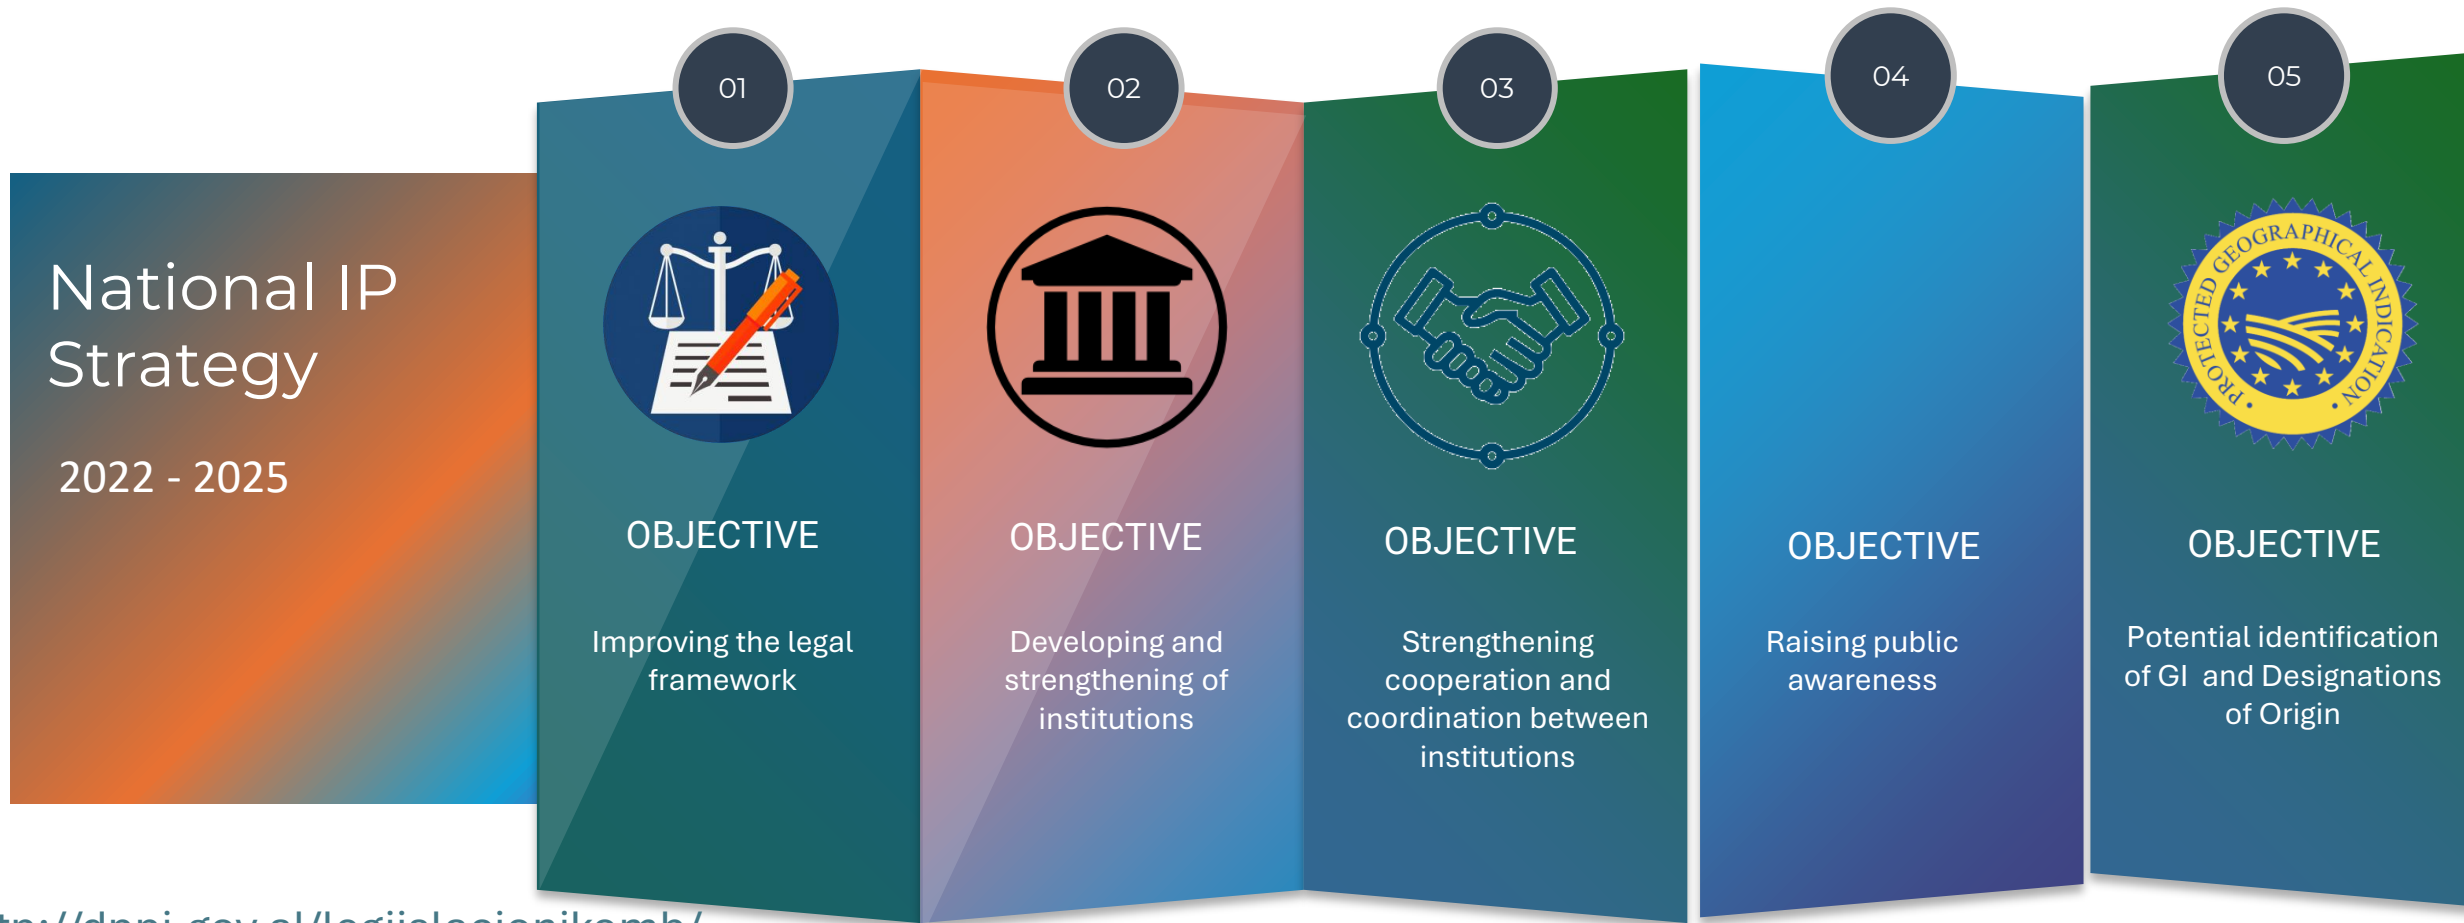 National IP
Strategy
2022 - 2025
01
OBJECTIVE
Improving the legal
framework
02
OBJECTIVE
Developing and
strengthening of
institutions
03
OBJECTIVE
Strengthening
cooperation and
coordination between
institutions
04
OBJECTIVE
Raising public
awareness
05
PROTECTED GEOGRAPHICAL INDICATION
OBJECTIVE
Potential identification
of GI and Designations
of Origin